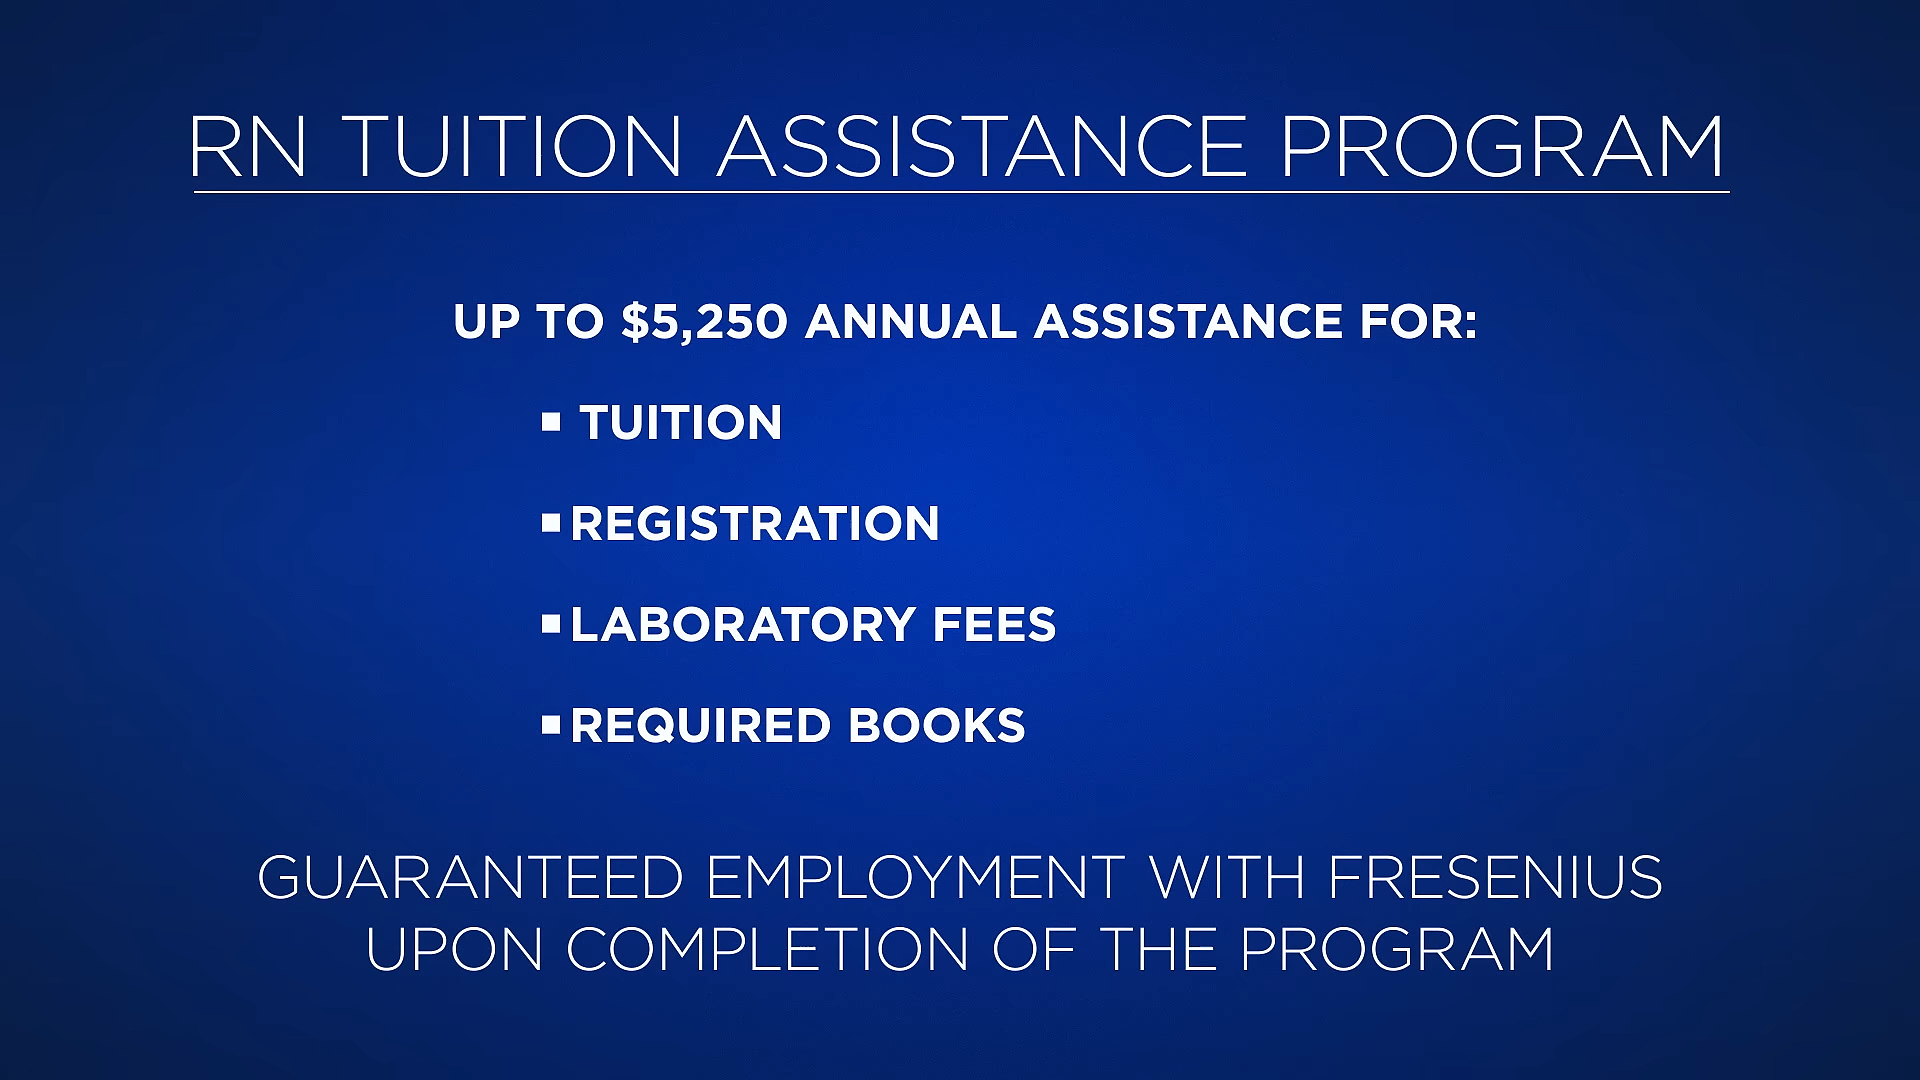 RN TUITION ASSISTANCE PROGRAM
UP TO $5,250 ANNUAL ASSISTANCE FOR:
▪ TUITION
▪ REGISTRATION
▪ LABORATORY FEES
▪ REQUIRED BOOKS
GUARANTEED EMPLOYMENT WITH FRESENIUS
UPON COMPLETION OF THE PROGRAM